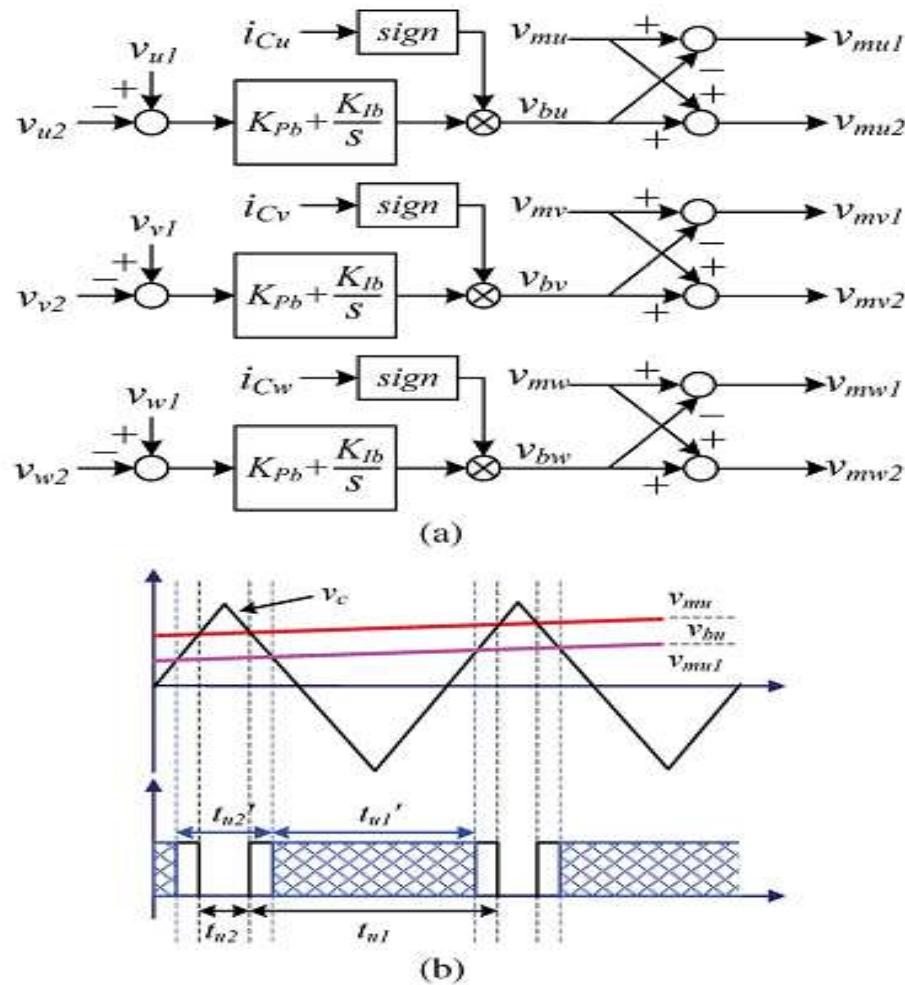 i_Cu sign v_mu v_mu1
v_u1 + − +
− + v_u2 K_Pb + K_Ib/s v_bu + v_mu2
i_Cv sign v_mv + v_mv1
v_v1 − +
− + v_v2 K_Pb + K_Ib/s v_bv + v_mv2
i_Cw sign v_mw + v_mw1
v_w1 − +
− + v_w2 K_Pb + K_Ib/s v_bw + v_mw2
(a)
v_c v_mu
v_bu
v_mu1
t_u2' t_u1'
t_u2 t_u1
(b)